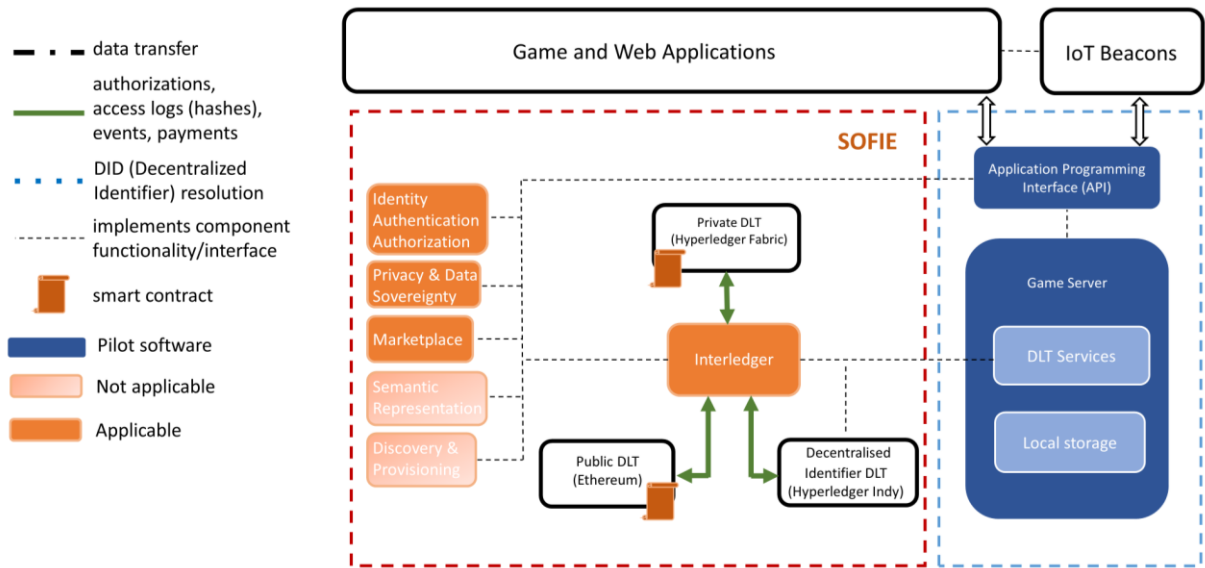 data transfer
authorizations,
access logs (hashes),
events, payments
DID (Decentralized
Identifier) resolution
implements component
functionality/interface
smart contract
Pilot software
Not applicable
Applicable
Game and Web Applications
IoT Beacons
SOFIE
Application Programming
Interface (API)
Identity
Authentication
Authorization
Privacy & Data
Sovereignty
Marketplace
Semantic
Representation
Discovery &
Provisioning
Private DLT
(Hyperledger Fabric)
Interledger
Public DLT
(Ethereum)
Decentralised
Identifier DLT
(Hyperledger Indy)
Game Server
DLT Services
Local storage